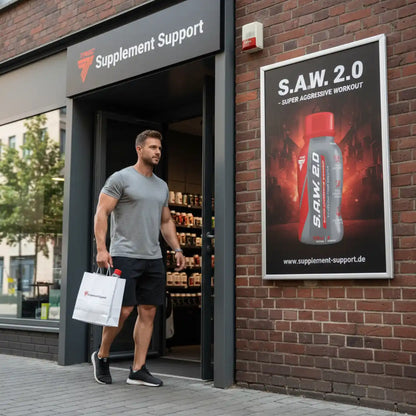 Supplement Support
S.A.W. 2.0
- SUPER AGGRESSIVE WORKOUT
S.A.W. 2.0
www.supplement-support.de